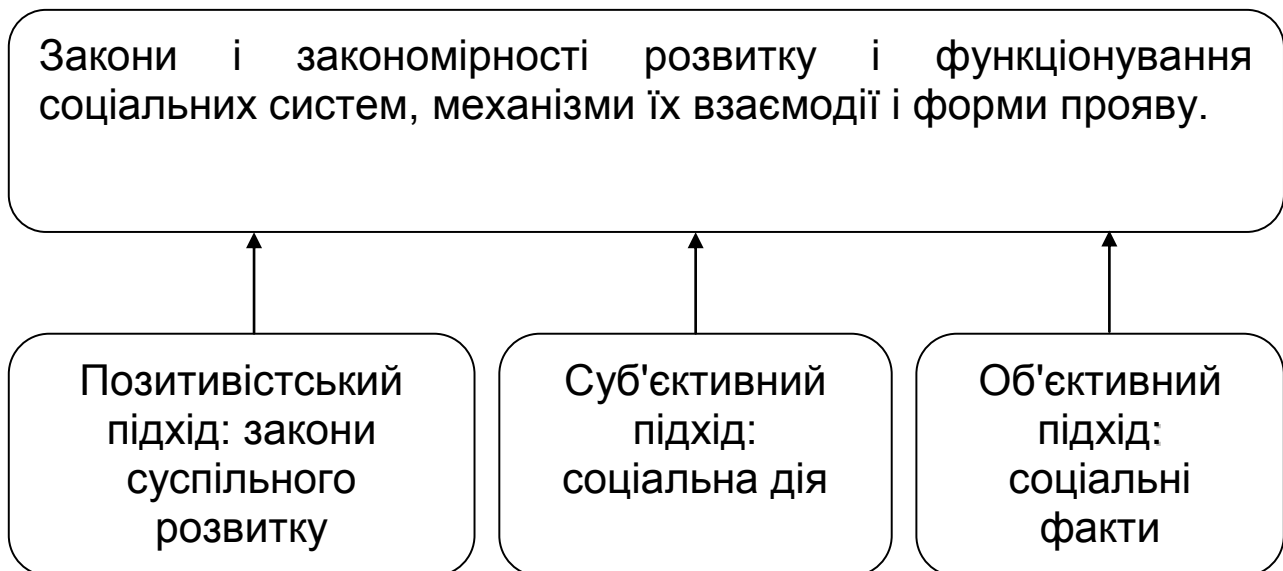 Закони і закономірності розвитку і функціонування
соціальних систем, механізми їх взаємодії і форми прояву.
Позитивістський
підхід: закони
суспільного
розвитку
Суб'єктивний
підхід:
соціальна дія
Об'єктивний
підхід:
соціальні
факти